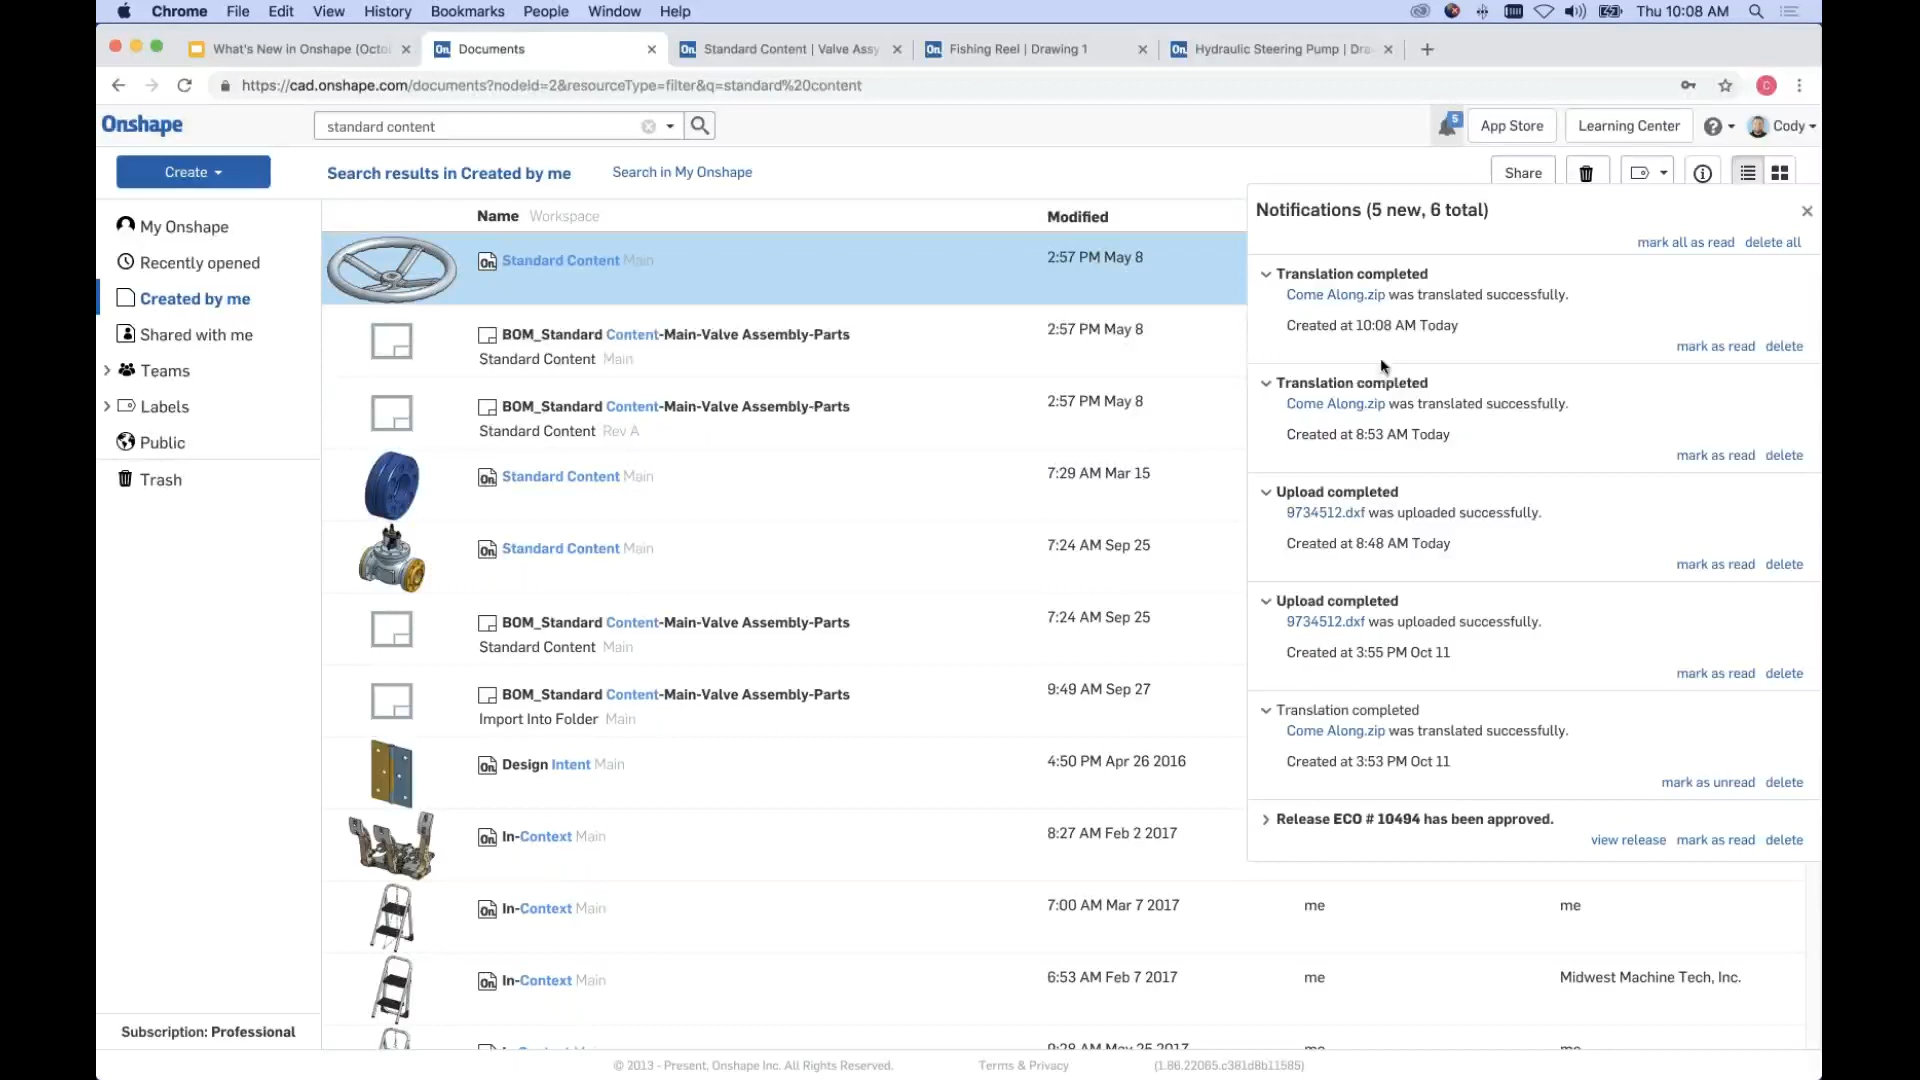 Chrome File Edit View History Bookmarks People Window Help Thu 10:08 AM
What's New in Onshape (Octo
Documents
Standard Content | Valve Assy
Fishing Reel | Drawing 1
Hydraulic Steering Pump | Dra
https://cad.onshape.com/documents?nodeId=2&resourceType=filter&q=standard%20content
C
Onshape
standard content
5
App Store
Learning Center
Cody
Create
Search results in Created by me
Search in My Onshape
Share
My Onshape
Recently opened
Created by me
Shared with me
Teams
Labels
Public
Trash
Subscription: Professional
Name Workspace Modified
Standard Content Main 2:57 PM May 8
BOM_Standard Content-Main-Valve Assembly-Parts 2:57 PM May 8
Standard Content Main
BOM_Standard Content-Main-Valve Assembly-Parts 2:57 PM May 8
Standard Content Rev A
Standard Content Main 7:29 AM Mar 15
Standard Content Main 7:24 AM Sep 25
BOM_Standard Content-Main-Valve Assembly-Parts 7:24 AM Sep 25
Standard Content Main
BOM_Standard Content-Main-Valve Assembly-Parts 9:49 AM Sep 27
Import Into Folder Main
Design Intent Main 4:50 PM Apr 26 2016
In-Context Main 8:27 AM Feb 2 2017
In-Context Main 7:00 AM Mar 7 2017 me me
In-Context Main 6:53 AM Feb 7 2017 me Midwest Machine Tech, Inc.
9:28 AM May 25 2017 me me
Notifications (5 new, 6 total)
mark all as read delete all
Translation completed
Come Along.zip was translated successfully.
Created at 10:08 AM Today
mark as read delete
Translation completed
Come Along.zip was translated successfully.
Created at 8:53 AM Today
mark as read delete
Upload completed
9734512.dxf was uploaded successfully.
Created at 8:48 AM Today
mark as read delete
Upload completed
9734512.dxf was uploaded successfully.
Created at 3:55 PM Oct 11
mark as read delete
Translation completed
Come Along.zip was translated successfully.
Created at 3:53 PM Oct 11
mark as unread delete
Release ECO # 10494 has been approved.
view release mark as read delete
© 2013 - Present, Onshape Inc. All Rights Reserved. Terms & Privacy (1.86.22065.c381d8b11585)